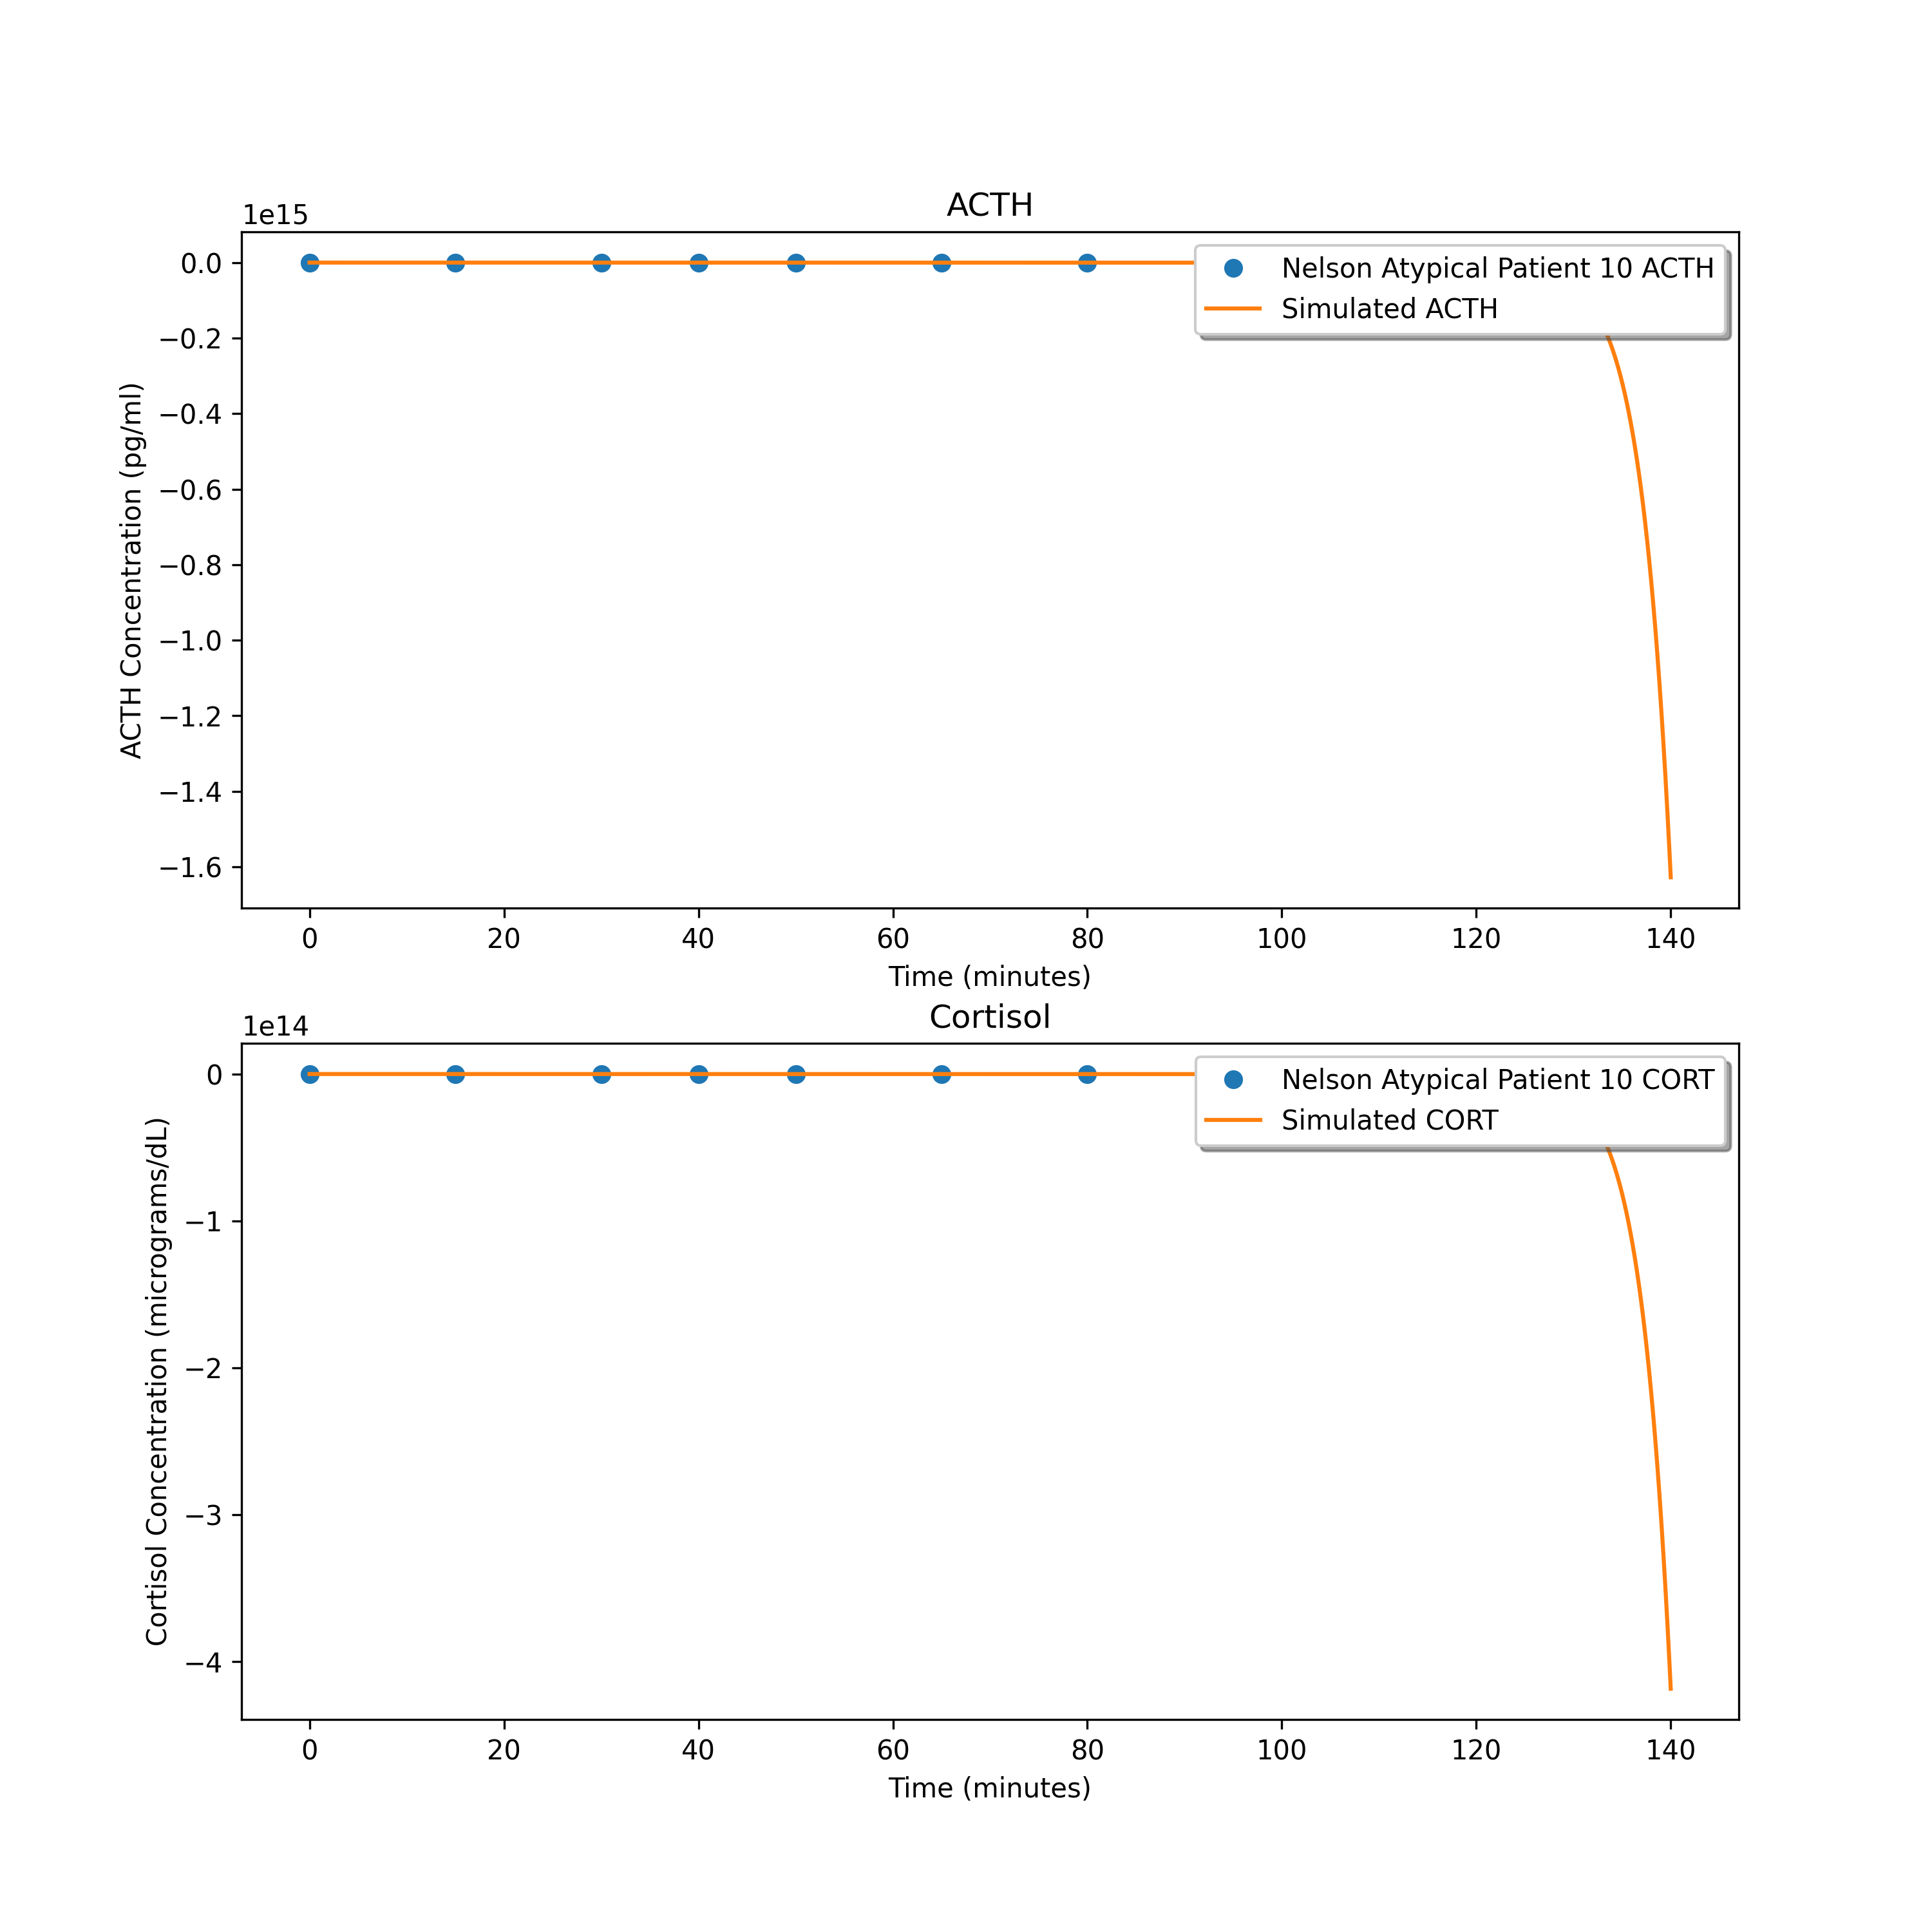 ACTH
1e15
0.0
−0.2
−0.4
−0.6
−0.8
−1.0
−1.2
−1.4
−1.6
ACTH Concentration (pg/ml)
Nelson Atypical Patient 10 ACTH
Simulated ACTH
0 20 40 60 80 100 120 140
Time (minutes)
Cortisol
1e14
0
−1
−2
−3
−4
Cortisol Concentration (micrograms/dL)
Nelson Atypical Patient 10 CORT
Simulated CORT
0 20 40 60 80 100 120 140
Time (minutes)